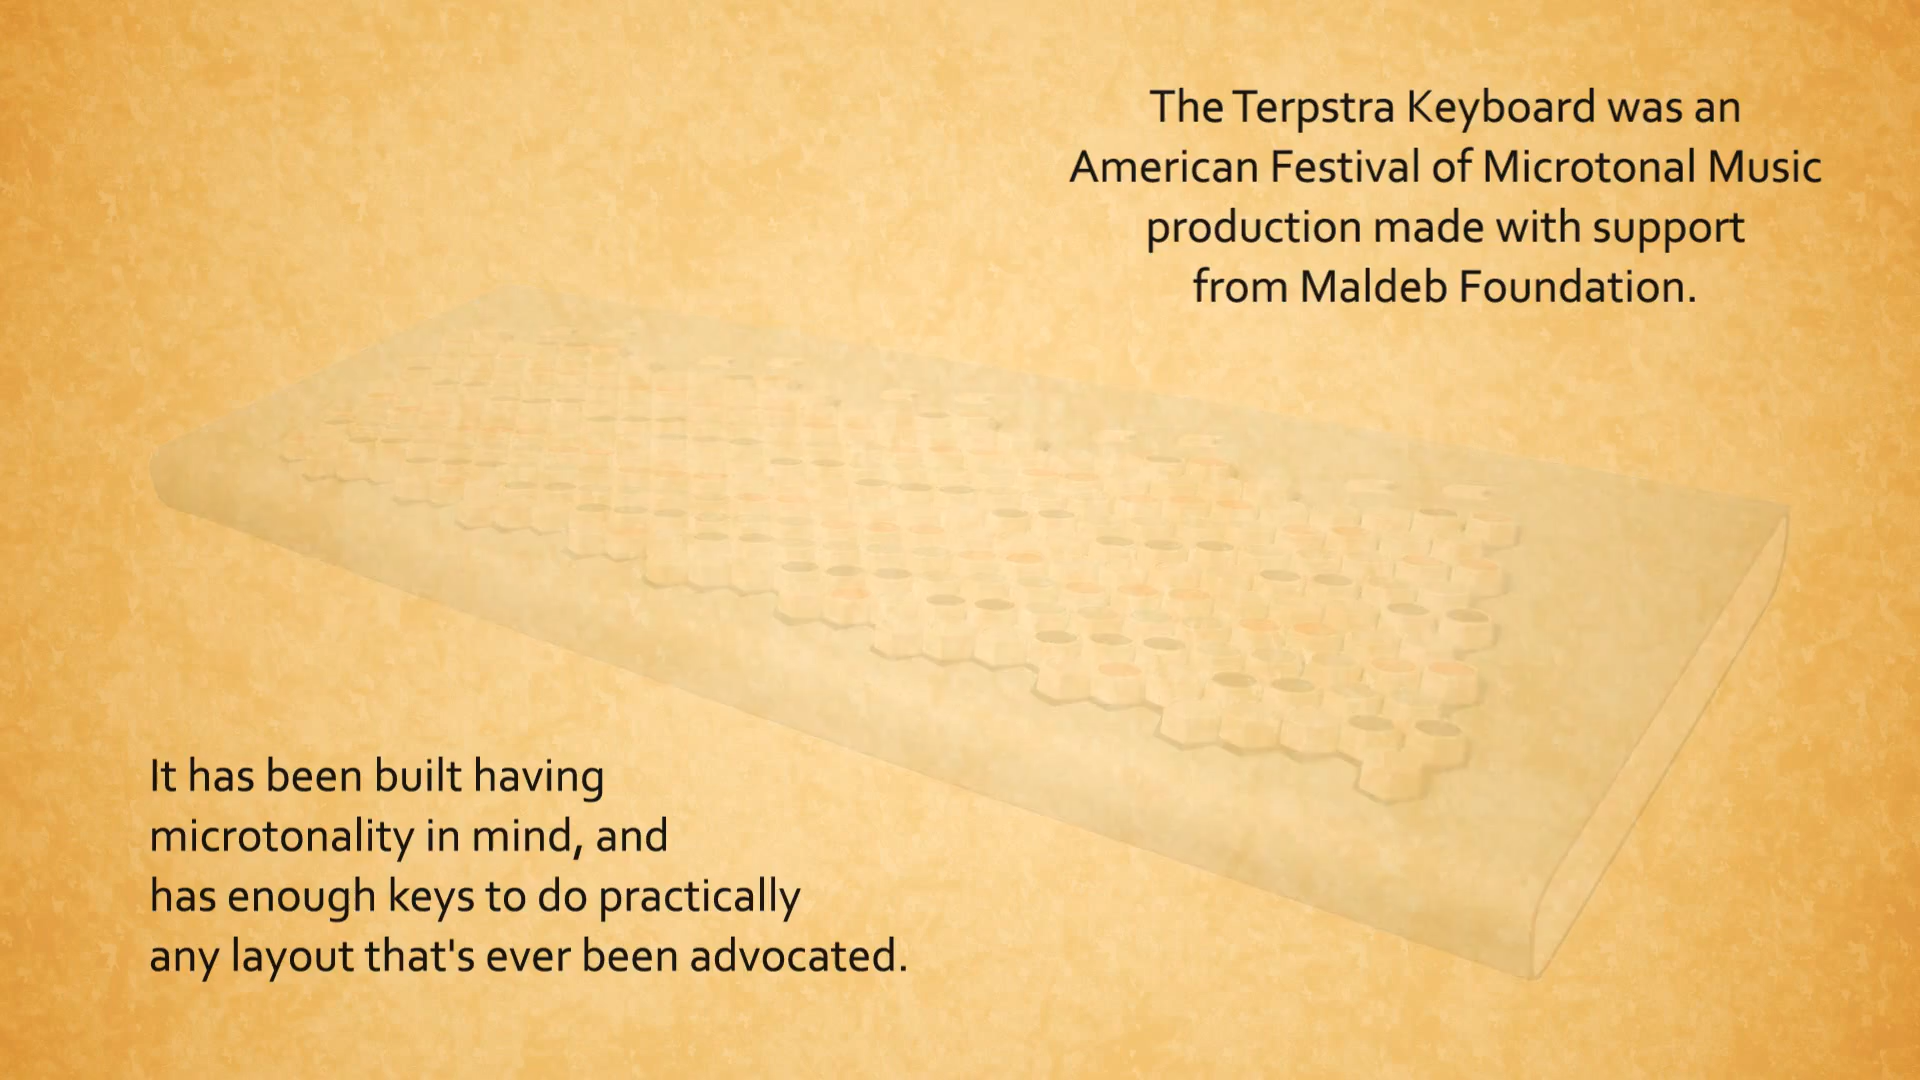 The Terpstra Keyboard was an
American Festival of Microtonal Music
production made with support
from Maldeb Foundation.
It has been built having
microtonality in mind, and
has enough keys to do practically
any layout that's ever been advocated.